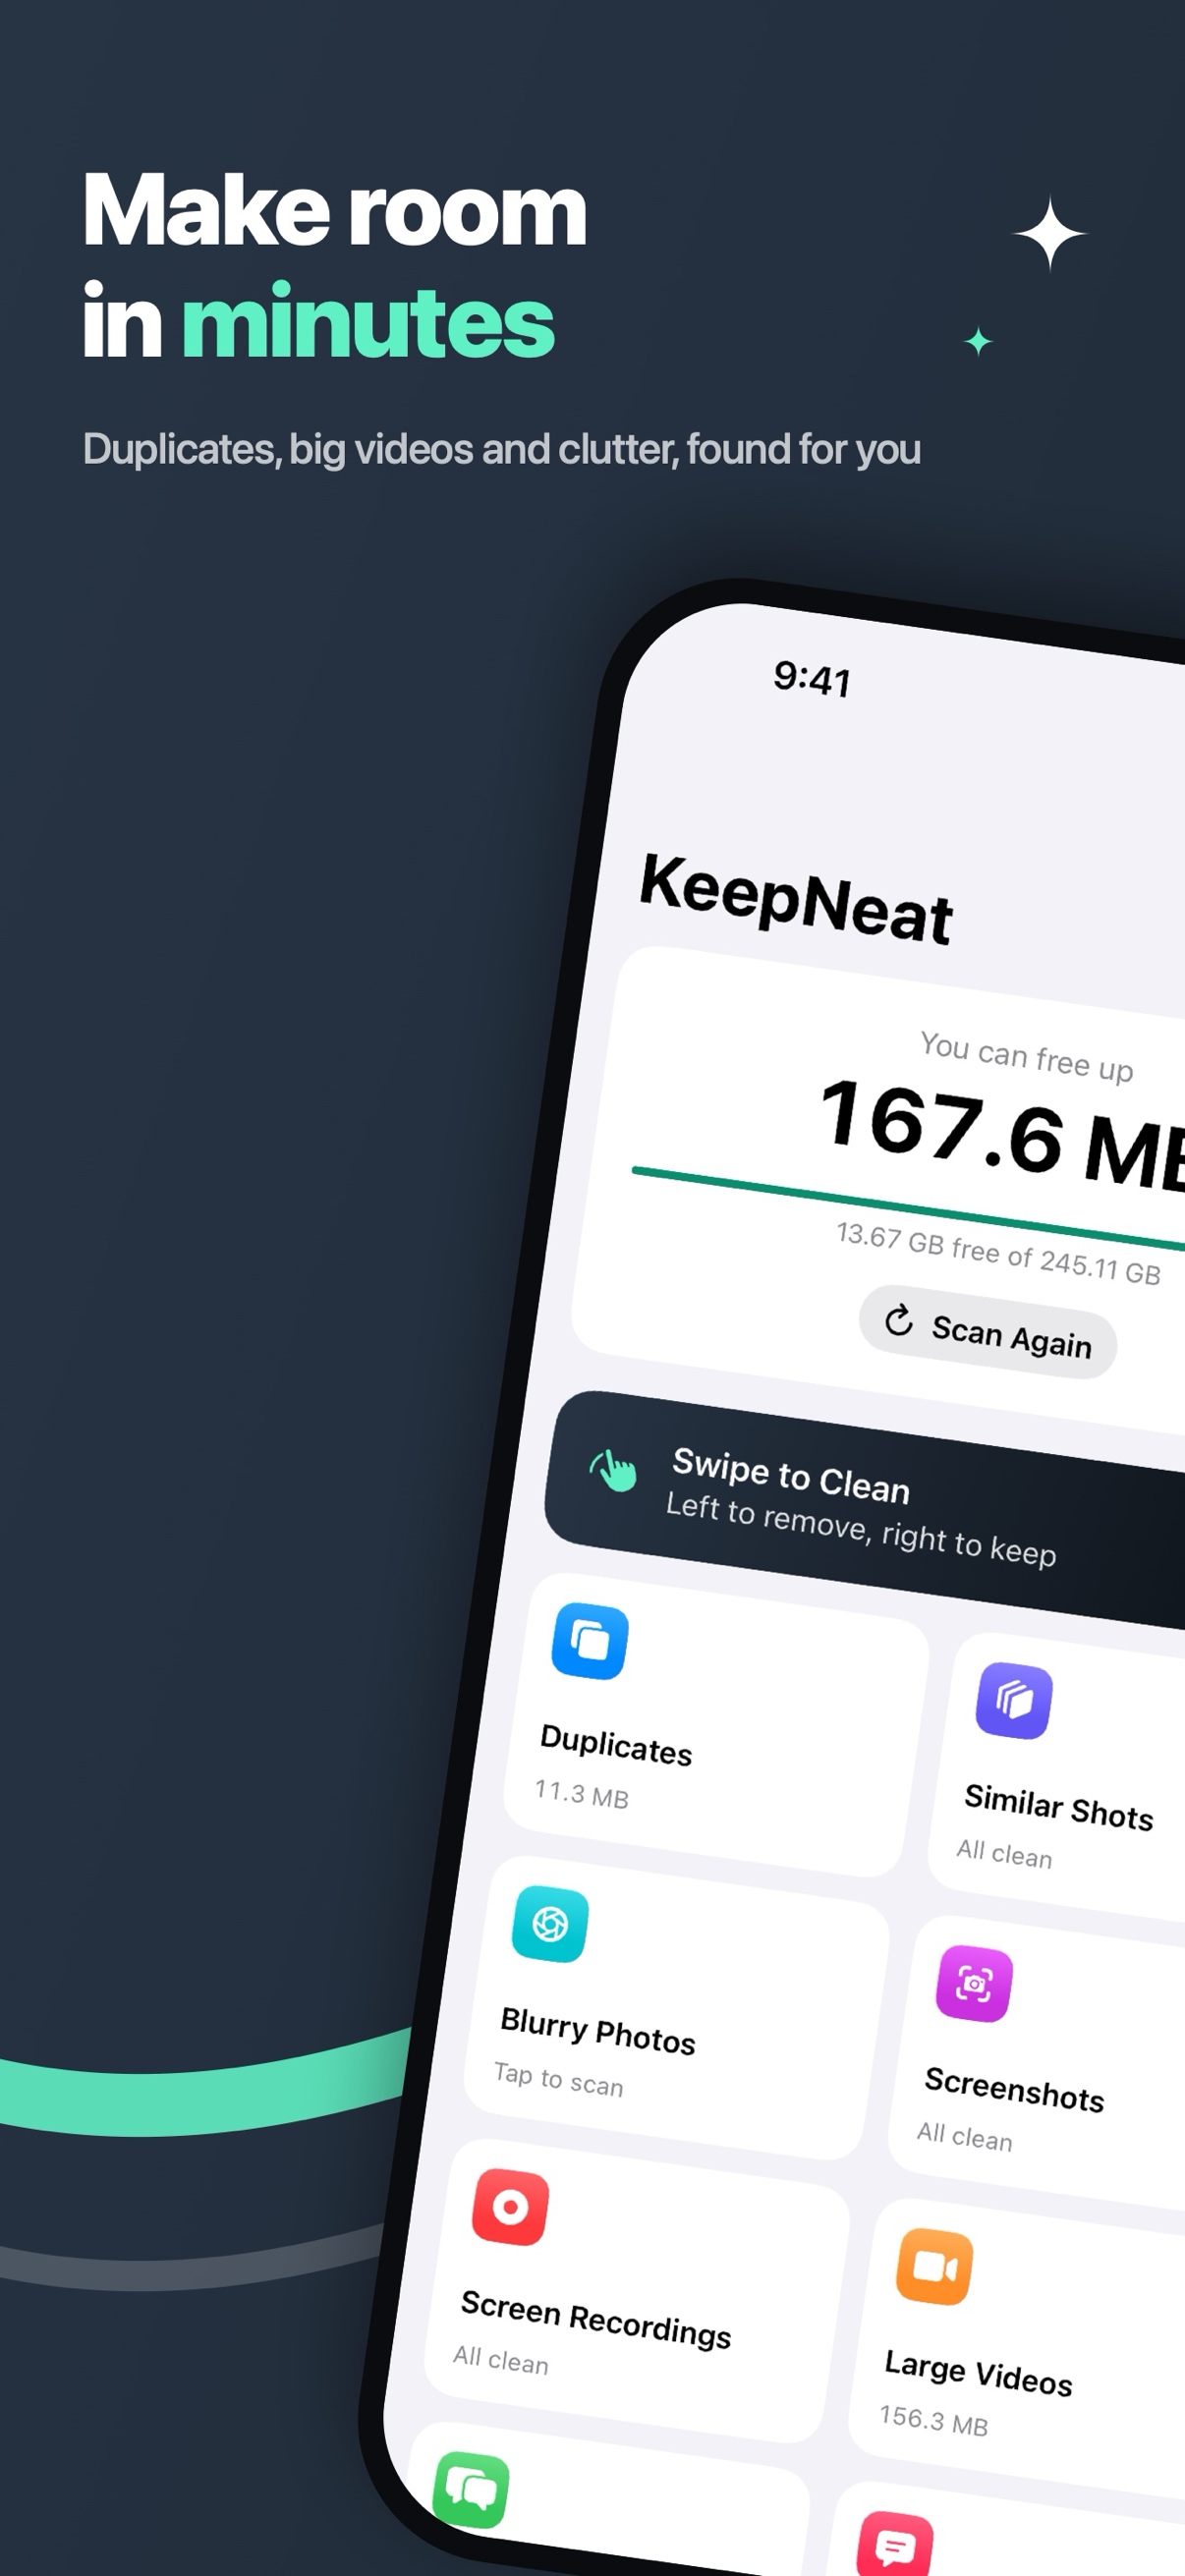 Make room
in minutes
Duplicates, big videos and clutter, found for you
9:41
KeepNeat
You can free up
167.6 MB
13.67 GB free of 245.11 GB
Scan Again
Swipe to Clean
Left to remove, right to keep
Duplicates
11.3 MB
Similar Shots
All clean
Blurry Photos
Tap to scan
Screenshots
All clean
Screen Recordings
All clean
Large Videos
156.3 MB